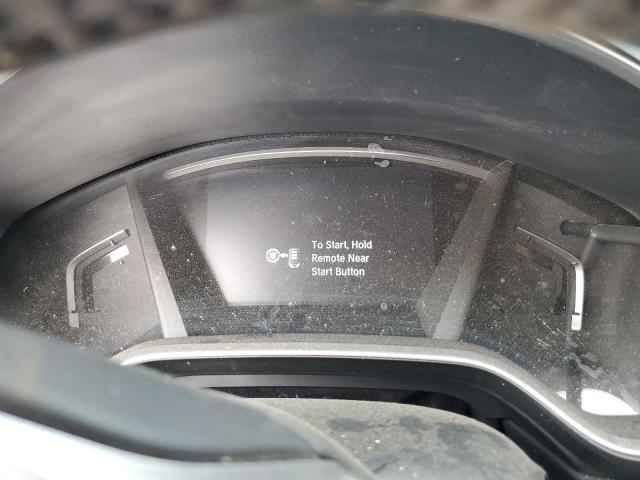 To Start, Hold
Remote Near
Start Button